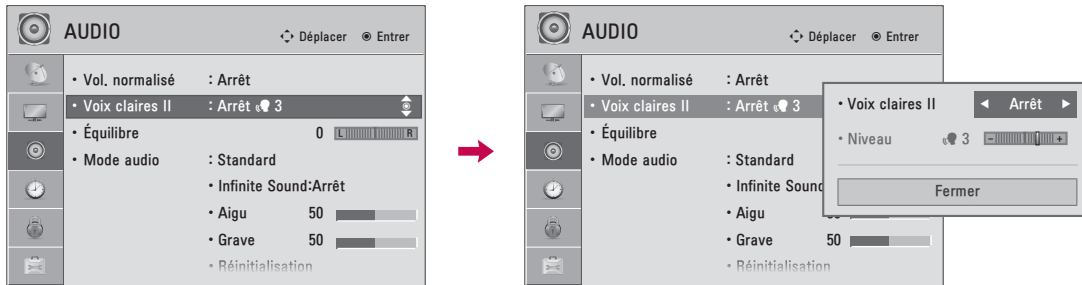 AUDIO
Déplacer Entrer
• Vol. normalisé : Arrêt
• Voix claires II : Arrêt 3
• Équilibre 0 L R
• Mode audio : Standard
• Infinite Sound:Arrêt
• Aigu 50
• Grave 50
• Réinitialisation
AUDIO
Déplacer Entrer
• Vol. normalisé : Arrêt
• Voix claires II : Arrêt 3
• Équilibre
• Mode audio : Standard
• Infinite Sound
• Aigu
• Grave 50
• Réinitialisation
• Voix claires II ◄ Arrêt ►
• Niveau 3 - +
Fermer